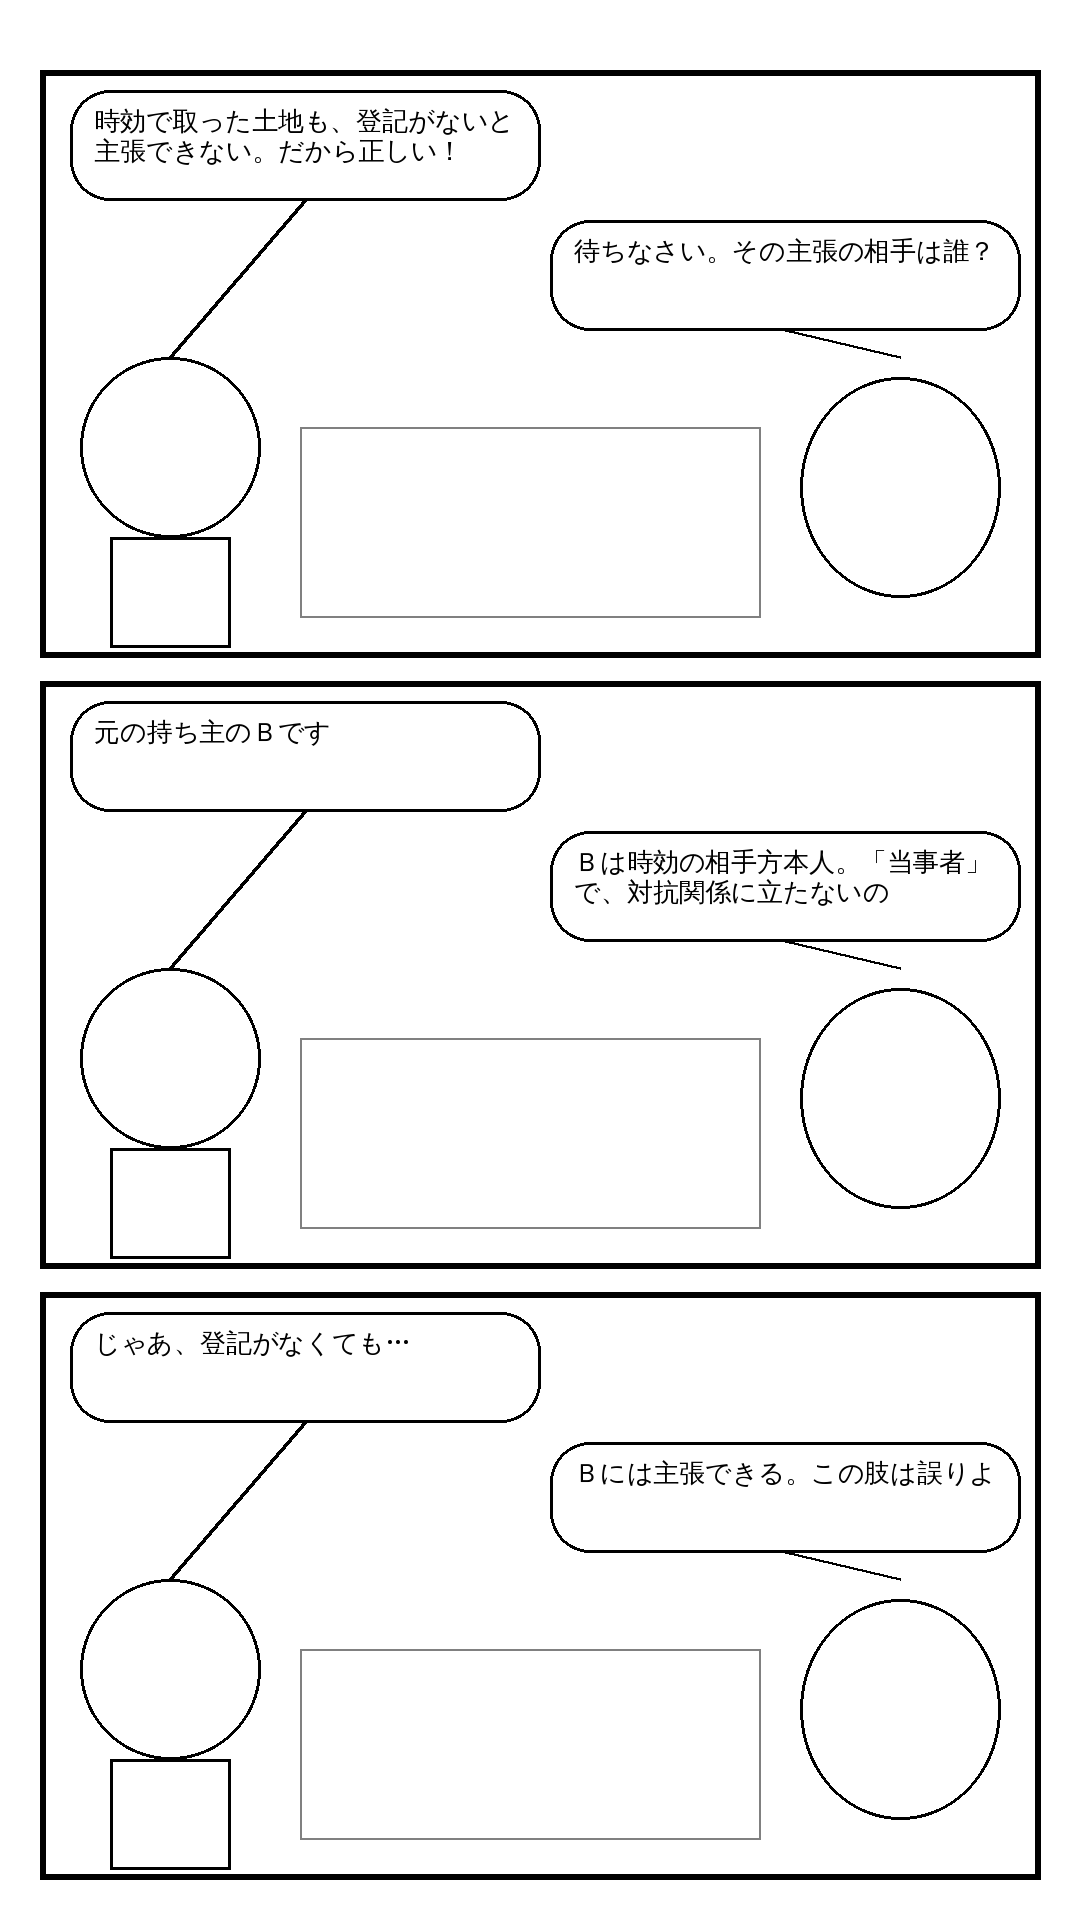 時効で取った土地も、登記がないと
主張できない。だから正しい！
待ちなさい。その主張の相手は誰？
元の持ち主のＢです
Ｂは時効の相手方本人。「当事者」
で、対抗関係に立たないの
じゃあ、登記がなくても…
Ｂには主張できる。この肢は誤りよ